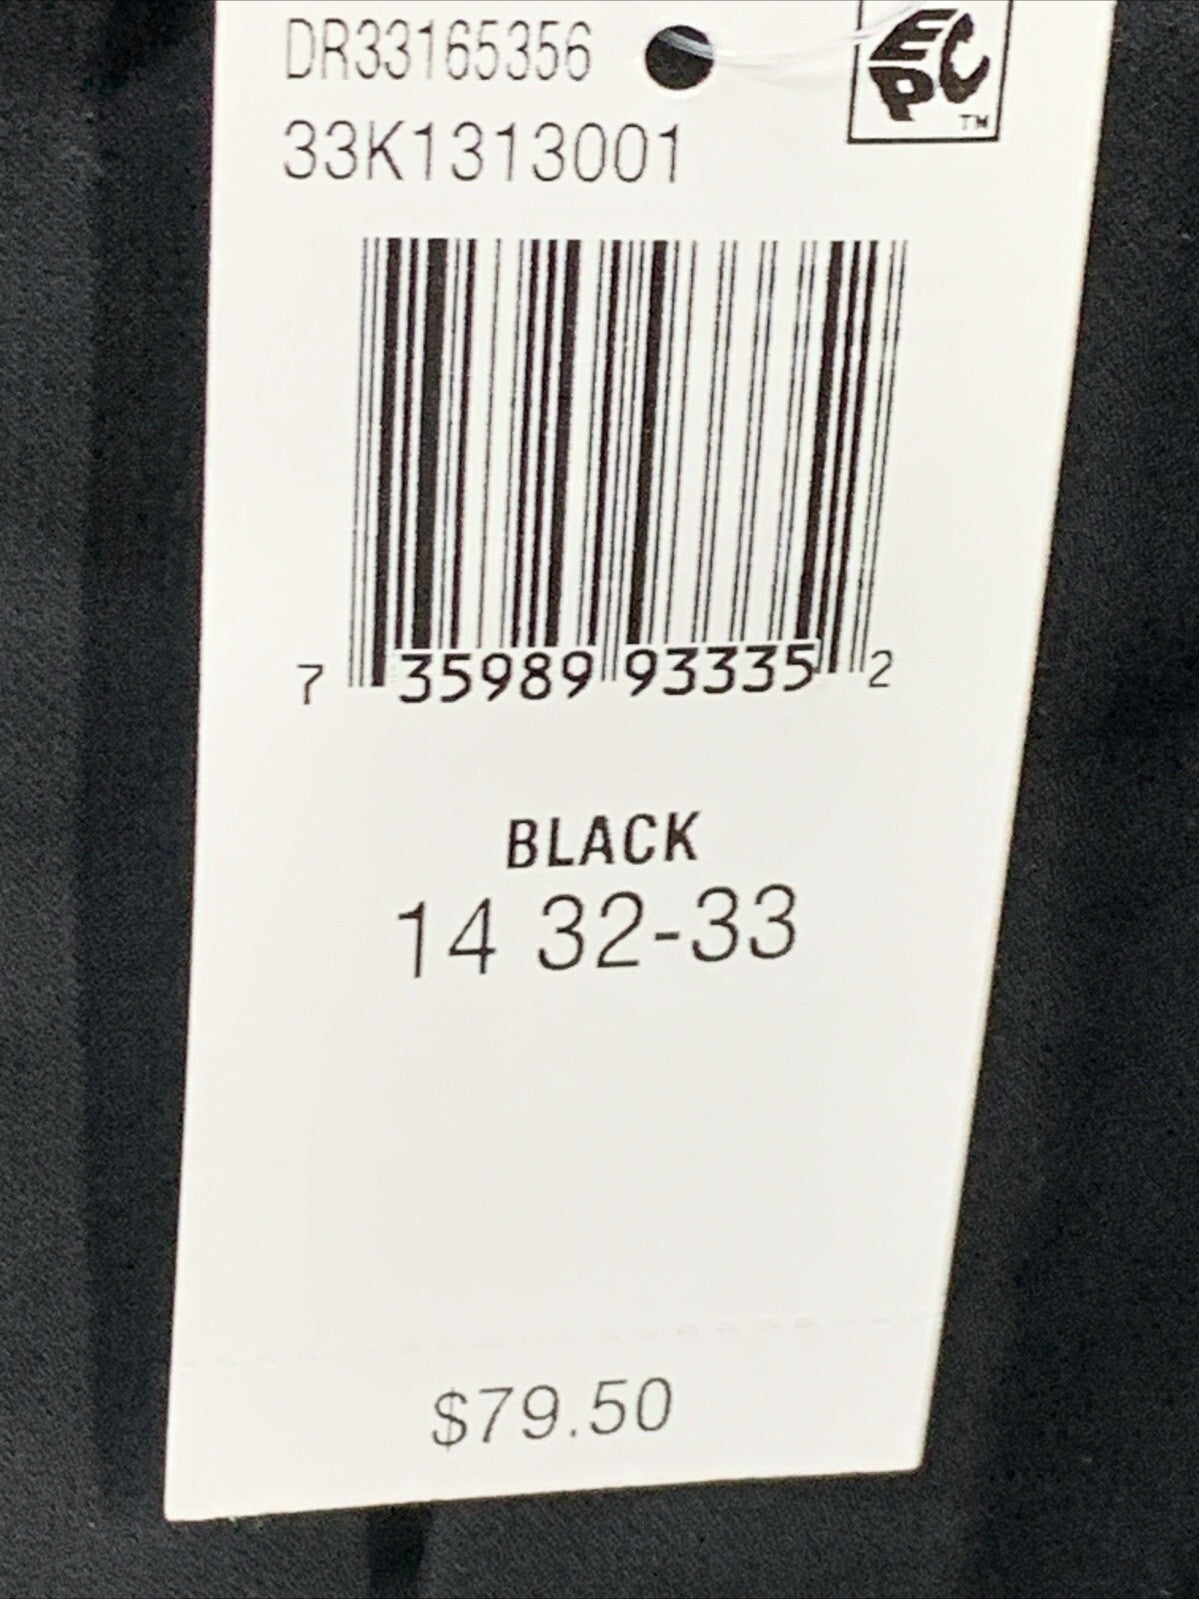 DR33165356
EPC
TM
33K1313001
7 35989 93335 2
BLACK
14 32-33
$79.50